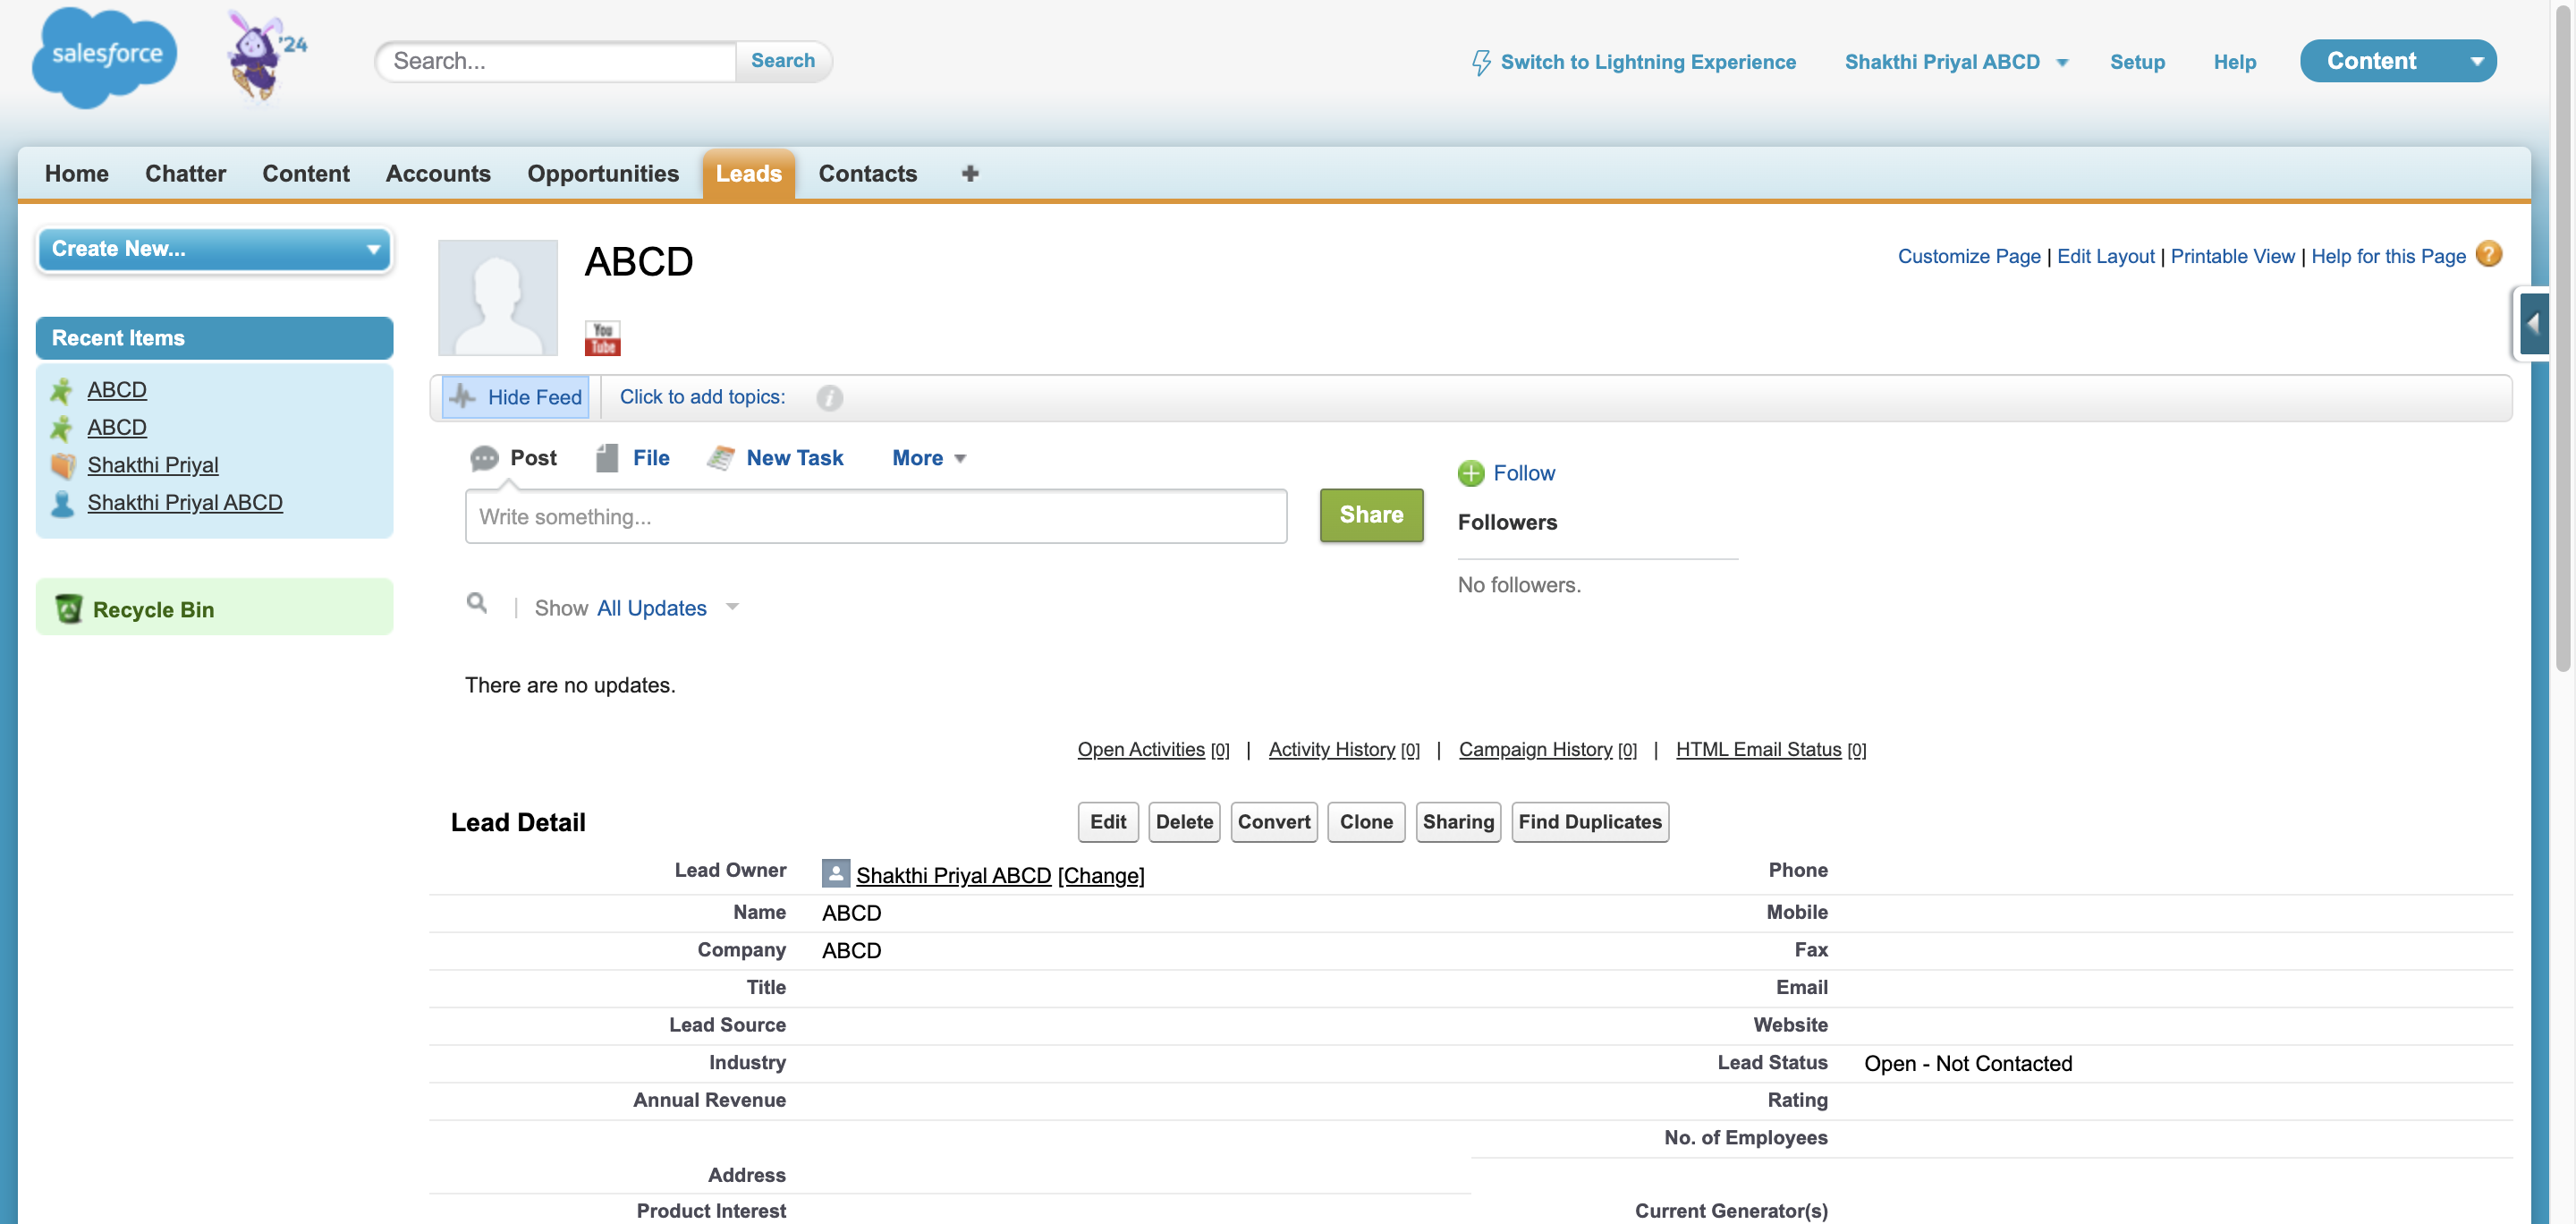 salesforce
'24
Search...
Search
Switch to Lightning Experience
Shakthi Priyal ABCD
Setup
Help
Content
Home
Chatter
Content
Accounts
Opportunities
Leads
Contacts
Create New...
Recent Items
ABCD
ABCD
Shakthi Priyal
Shakthi Priyal ABCD
Recycle Bin
ABCD
You
Tube
Customize Page | Edit Layout | Printable View | Help for this Page ?
Hide Feed
Click to add topics:
i
Post
File
New Task
More
Write something...
Share
Follow
Followers
No followers.
Show All Updates
There are no updates.
Open Activities [0] | Activity History [0] | Campaign History [0] | HTML Email Status [0]
Lead Detail
Edit
Delete
Convert
Clone
Sharing
Find Duplicates
Lead Owner Shakthi Priyal ABCD [Change]
Phone
Name ABCD
Mobile
Company ABCD
Fax
Title
Email
Lead Source
Website
Industry
Lead Status Open - Not Contacted
Annual Revenue
Rating
No. of Employees
Address
Product Interest
Current Generator(s)